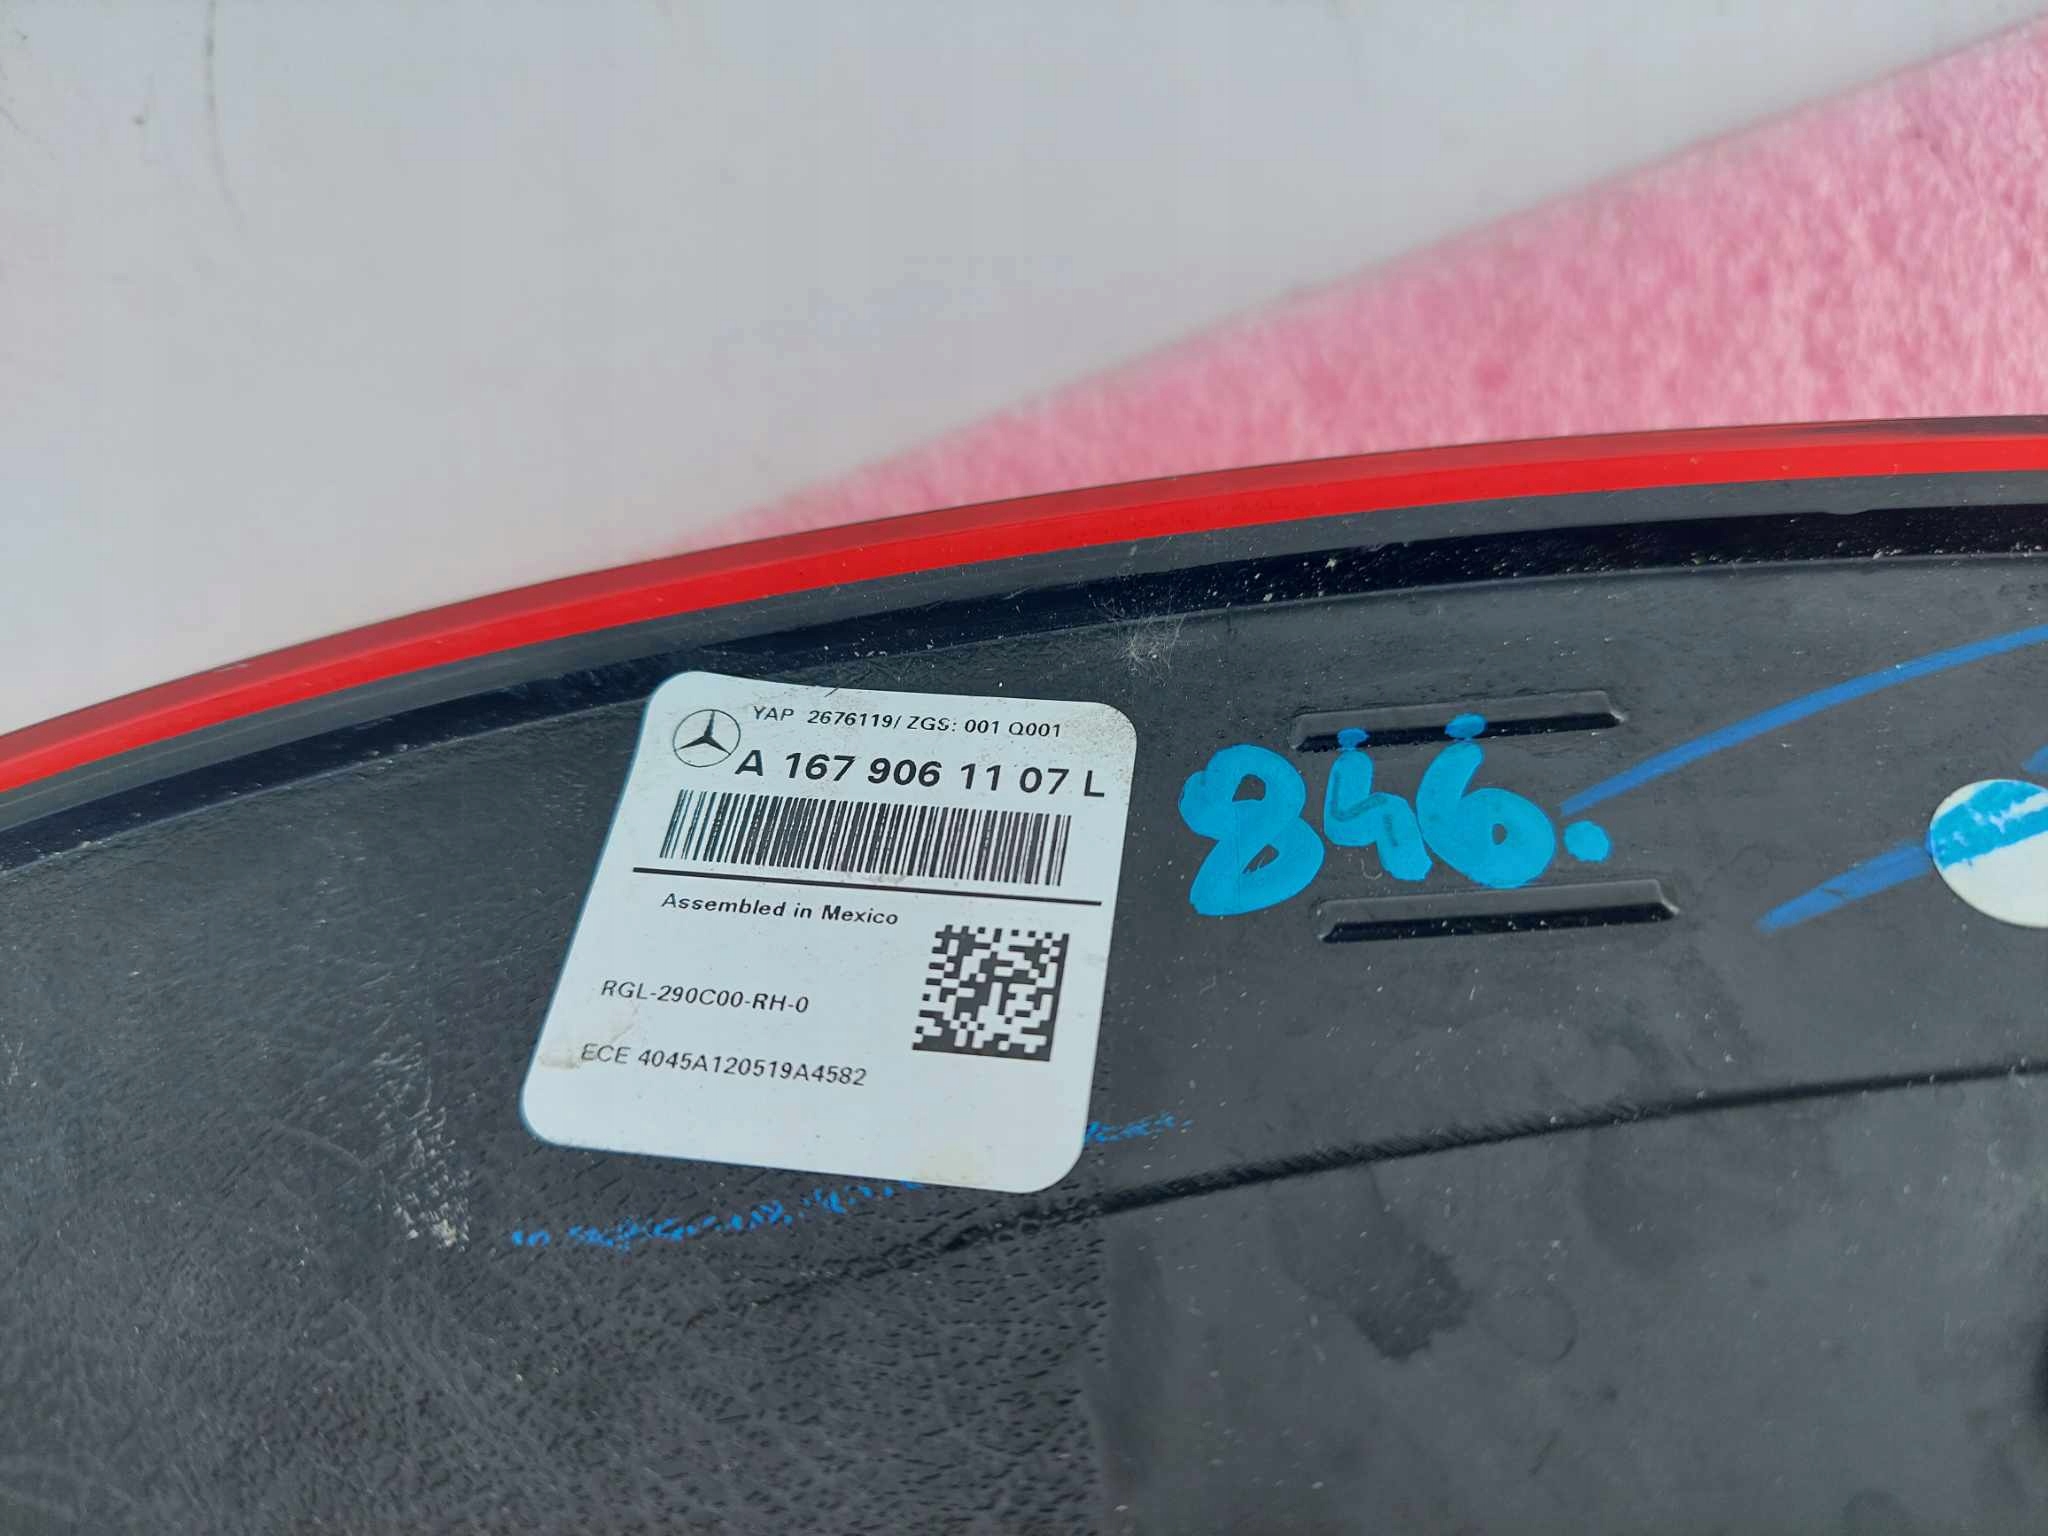 YAP 2676119/ ZGS: 001 Q001
A 167 906 11 07 L
Assembled in Mexico
RGL-290C00-RH-0
ECE 4045A120519A4582
846.